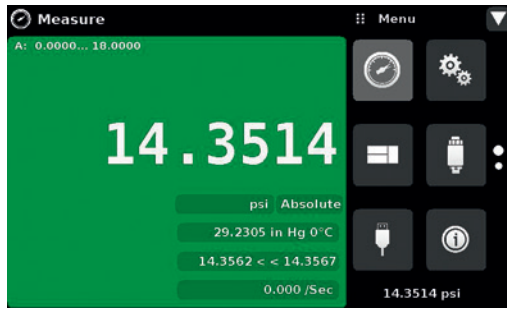 Measure
Menu
A: 0.0000... 18.0000
14.3514
psi Absolute
29.2305 in Hg 0°C
14.3562 < < 14.3567
0.000 /Sec
14.3514 psi